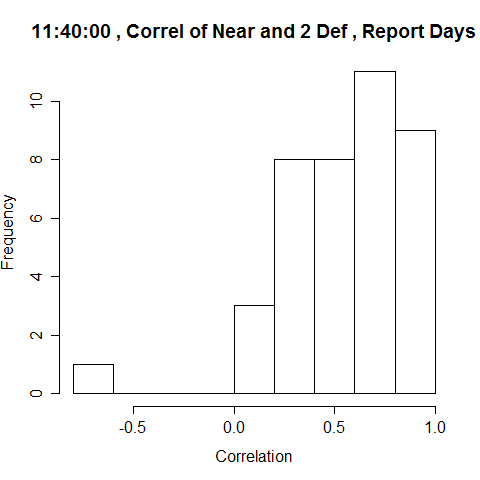 11:40:00 , Correl of Near and 2 Def , Report Days
Frequency
10
8
6
4
2
0
-0.5 0.0 0.5 1.0
Correlation